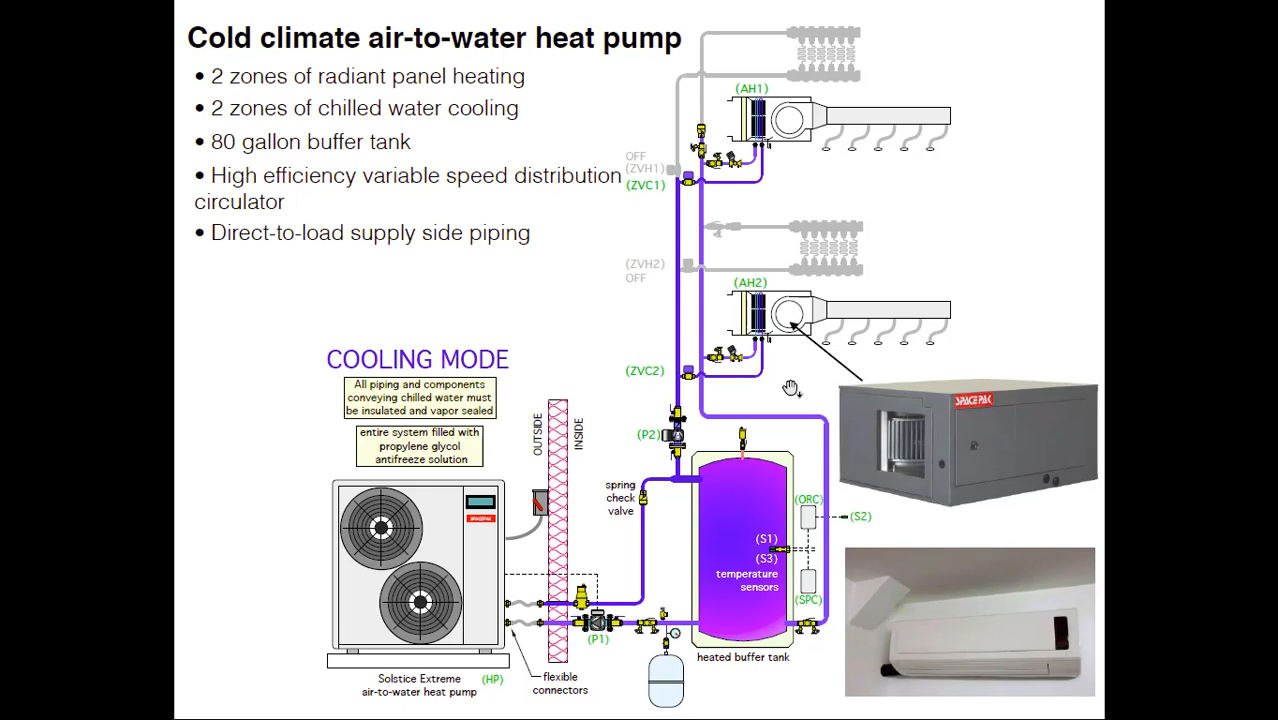 Cold climate air-to-water heat pump
• 2 zones of radiant panel heating
• 2 zones of chilled water cooling
• 80 gallon buffer tank
• High efficiency variable speed distribution
circulator
• Direct-to-load supply side piping
(AH1)
OFF
(ZVH1)
(ZVC1)
(ZVH2)
OFF
(AH2)
(ZVC2)
COOLING MODE
All piping and components
conveying chilled water must
be insulated and vapor sealed
entire system filled with
propylene glycol
antifreeze solution
OUTSIDE
INSIDE
(P2)
SPACEPAK
spring
check
valve
SPACEPAK
(ORC)
(S2)
(S1)
(S3)
temperature
sensors
(SPC)
(P1)
heated buffer tank
Solstice Extreme
air-to-water heat pump
(HP)
flexible
connectors